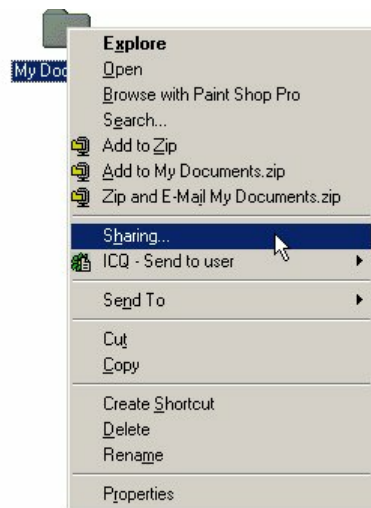 My Doc
Explore
Open
Browse with Paint Shop Pro
Search...
Add to Zip
Add to My Documents.zip
Zip and E-Mail My Documents.zip
Sharing...
ICQ - Send to user
Send To
Cut
Copy
Create Shortcut
Delete
Rename
Properties